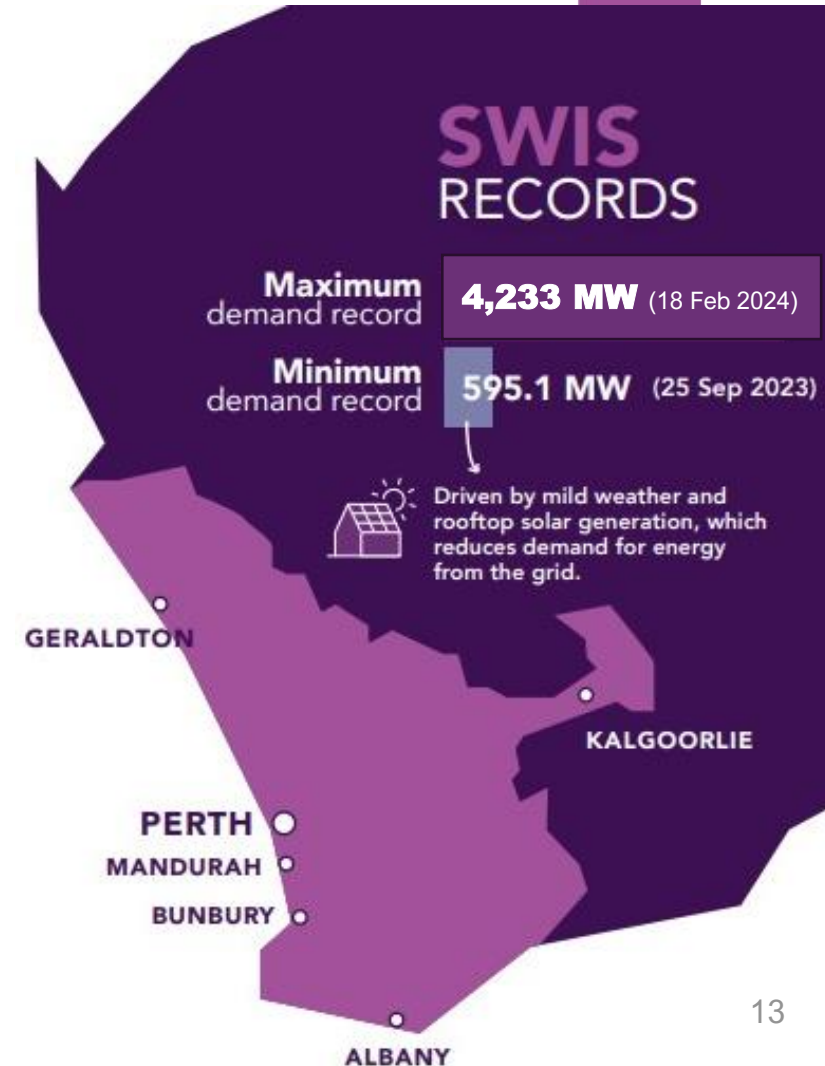 SWIS
RECORDS
Maximum
demand record
4,233 MW (18 Feb 2024)
Minimum
demand record
595.1 MW (25 Sep 2023)
Driven by mild weather and
rooftop solar generation, which
reduces demand for energy
from the grid.
GERALDTON
KALGOORLIE
PERTH
MANDURAH
BUNBURY
ALBANY
13